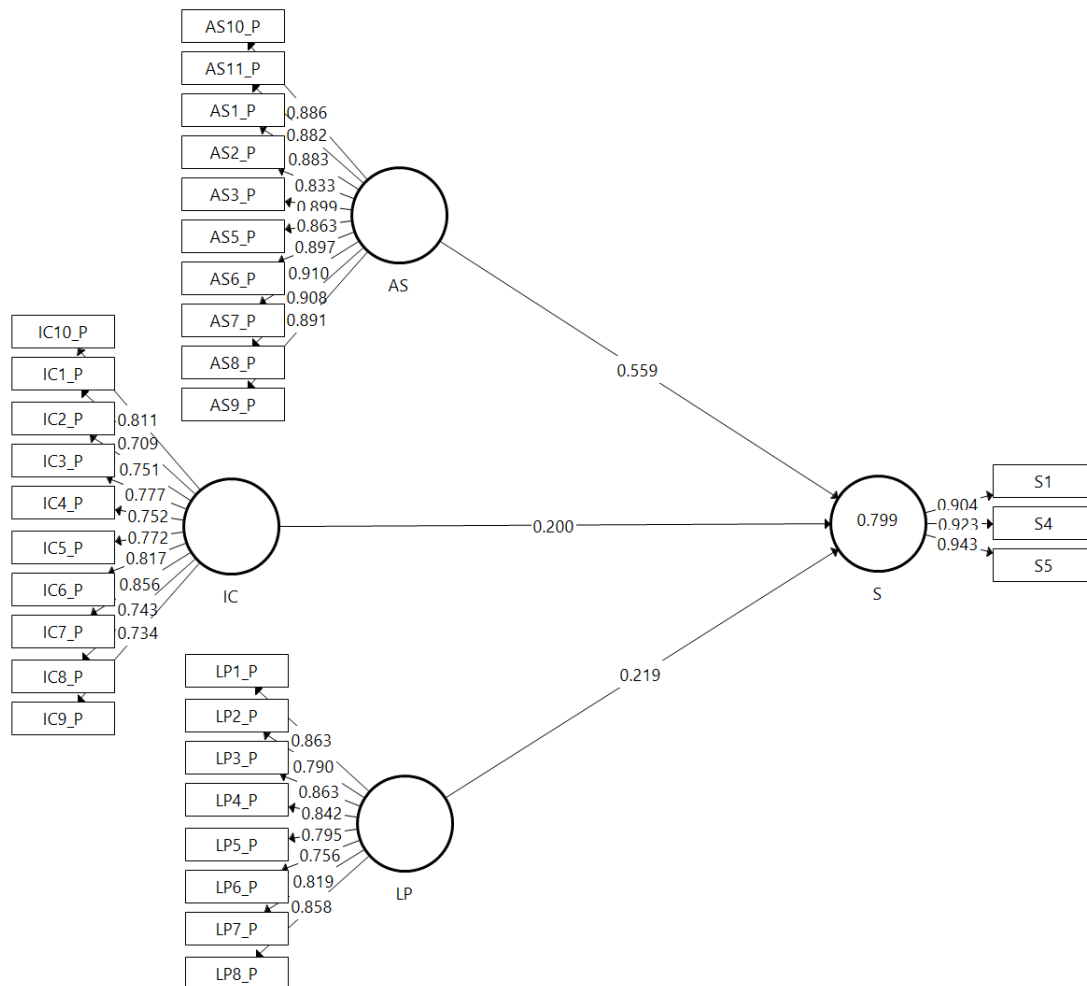 AS10_P
AS11_P
AS1_P
AS2_P
AS3_P
AS5_P
AS6_P
AS7_P
AS8_P
AS9_P
0.886
0.882
0.883
0.833
0.899
0.863
0.897
0.910
0.908
0.891
AS
0.559
IC10_P
IC1_P
IC2_P
IC3_P
IC4_P
IC5_P
IC6_P
IC7_P
IC8_P
IC9_P
0.811
0.709
0.751
0.777
0.752
0.772
0.817
0.856
0.743
0.734
IC
0.200
LP1_P
LP2_P
LP3_P
LP4_P
LP5_P
LP6_P
LP7_P
LP8_P
0.863
0.790
0.863
0.842
0.795
0.756
0.819
0.858
LP
0.219
0.799
S
0.904
0.923
0.943
S1
S4
S5